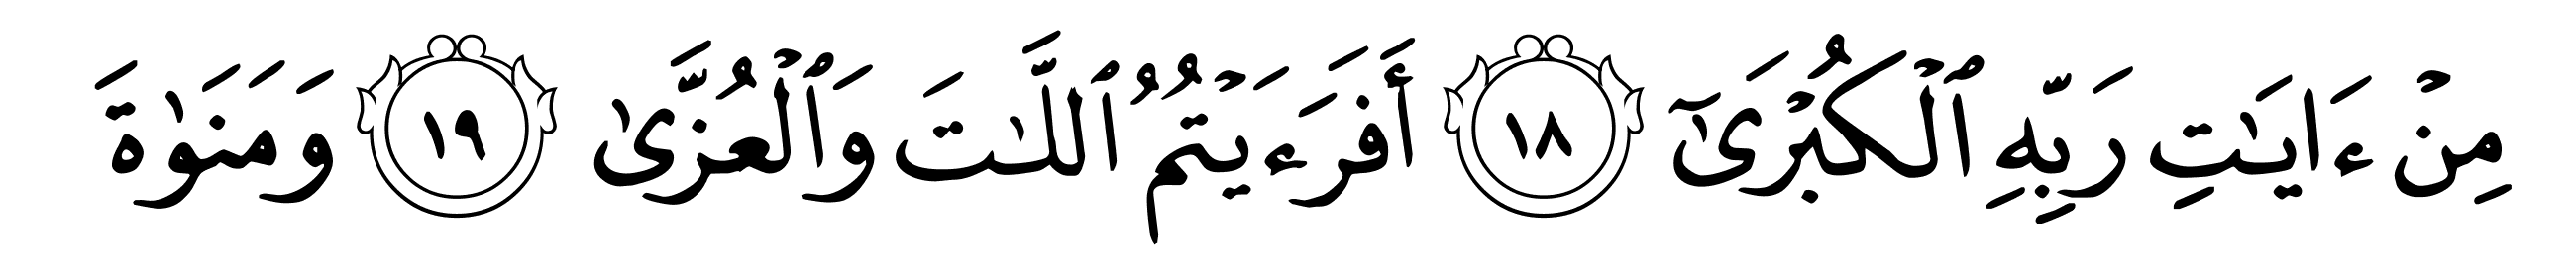 مِنۡ ءَايَٰتِ رَبِّهِ ٱلۡكُبۡرَىٰٓ ١٨ أَفَرَءَيۡتُمُ ٱللَّٰتَ وَٱلۡعُزَّىٰ ١٩ وَمَنَوٰةَ